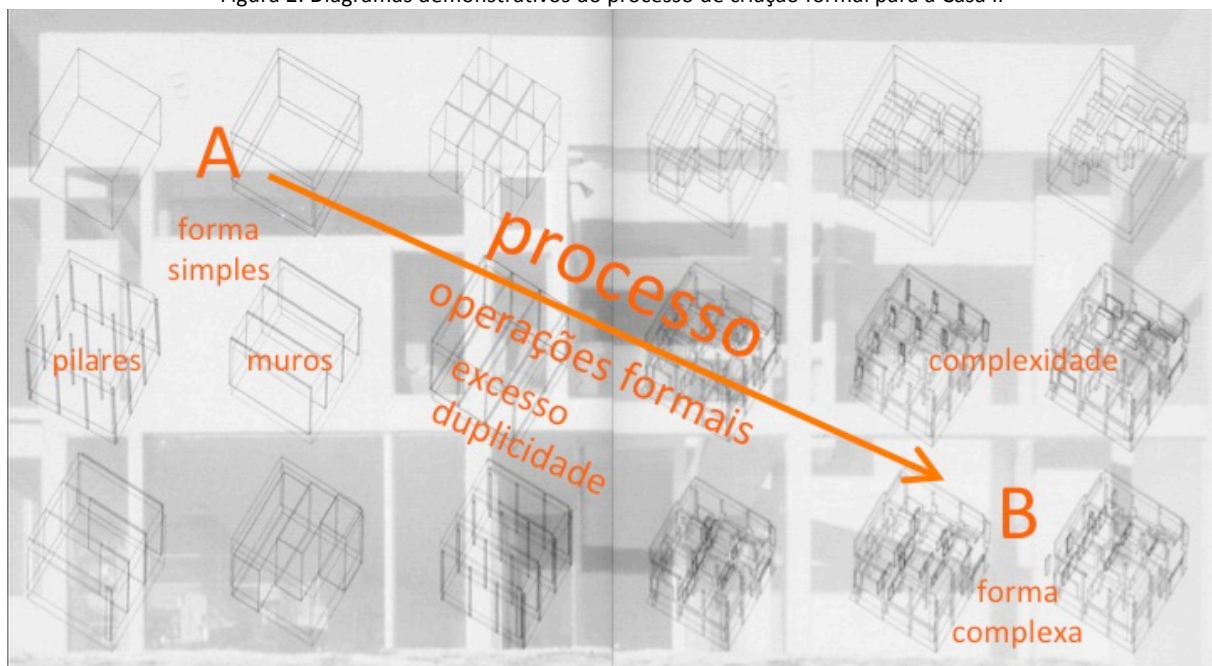 Figura 2: Diagramas demonstrativos do processo de criação formal para a Casa II
A
forma
simples
pilares
muros
processo
operações formais
excesso
duplicidade
complexidade
B
forma
complexa